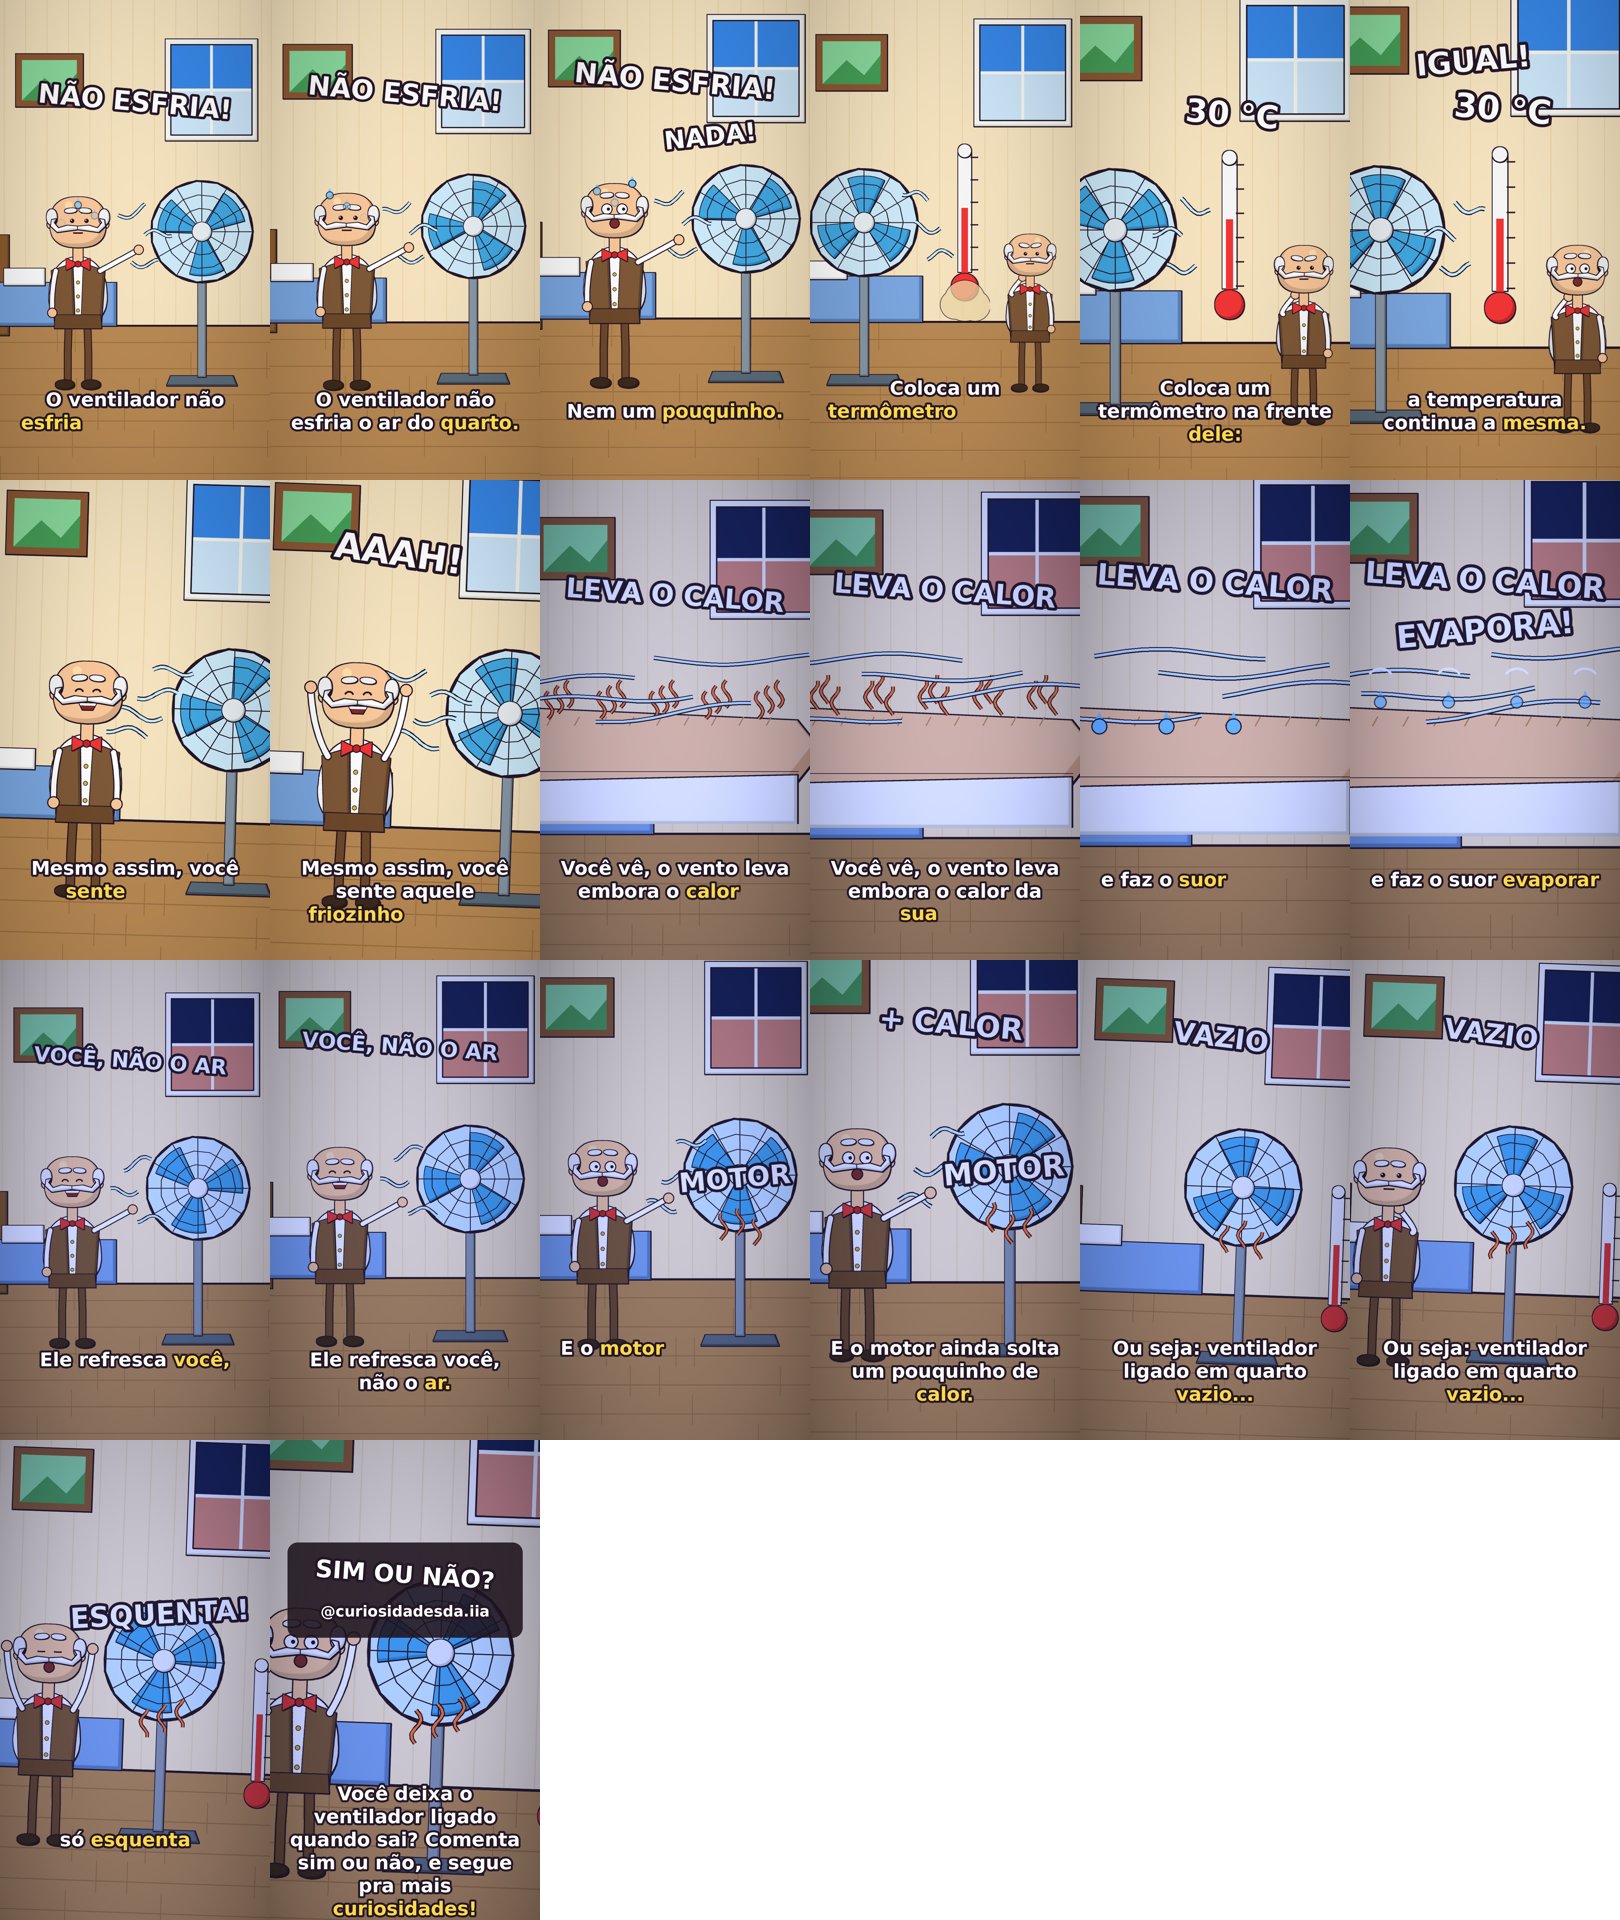 NÃO ESFRIA!
O ventilador não
esfria
NÃO ESFRIA!
O ventilador não
esfria o ar do quarto.
NÃO ESFRIA!
NADA!
Nem um pouquinho.
Coloca um
termômetro
30 °C
Coloca um
termômetro na frente
dele:
IGUAL!
30 °C
a temperatura
continua a mesma.
Mesmo assim, você
sente
AAAH!
Mesmo assim, você
sente aquele
friozinho
LEVA O CALOR
Você vê, o vento leva
embora o calor
LEVA O CALOR
Você vê, o vento leva
embora o calor da
sua
LEVA O CALOR
e faz o suor
LEVA O CALOR
EVAPORA!
e faz o suor evaporar
VOCÊ, NÃO O AR
Ele refresca você,
VOCÊ, NÃO O AR
Ele refresca você,
não o ar.
MOTOR
E o motor
+ CALOR
MOTOR
E o motor ainda solta
um pouquinho de
calor.
VAZIO
Ou seja: ventilador
ligado em quarto
vazio...
VAZIO
Ou seja: ventilador
ligado em quarto
vazio...
ESQUENTA!
só esquenta
SIM OU NÃO?
@curiosidadesda.iia
Você deixa o
ventilador ligado
quando sai? Comenta
sim ou não, e segue
pra mais
curiosidades!